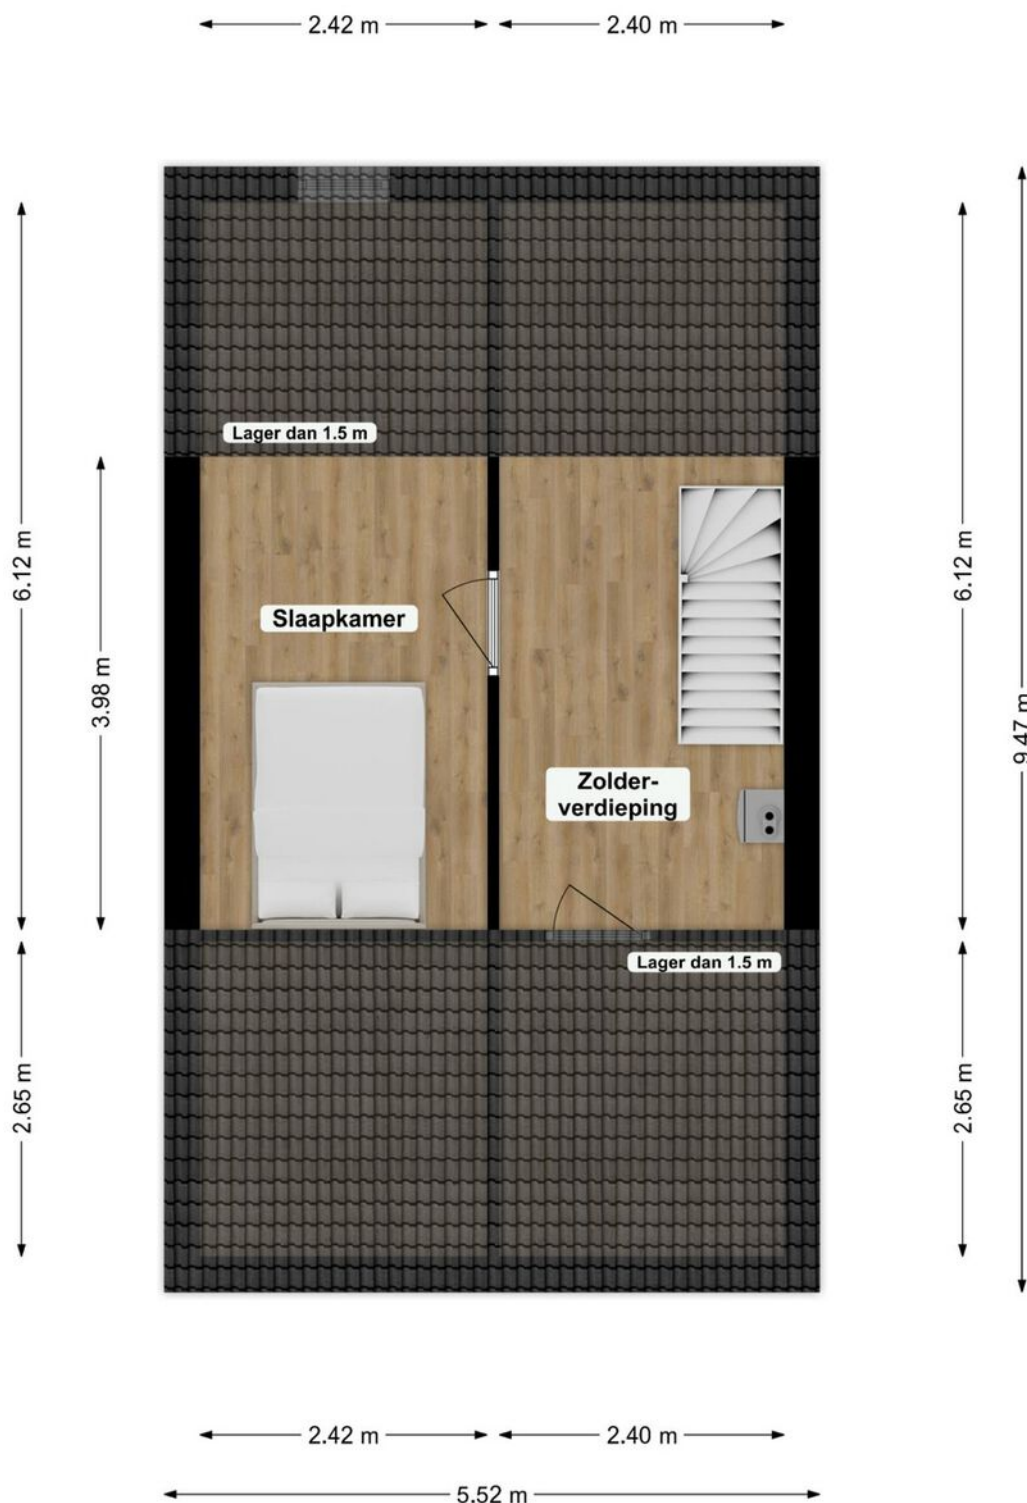 2.42 m
2.40 m
Lager dan 1.5 m
6.12 m
6.12 m
Slaapkamer
3.98 m
9.47 m
Zolder-
verdieping
Lager dan 1.5 m
2.65 m
2.65 m
2.42 m
2.40 m
5.52 m